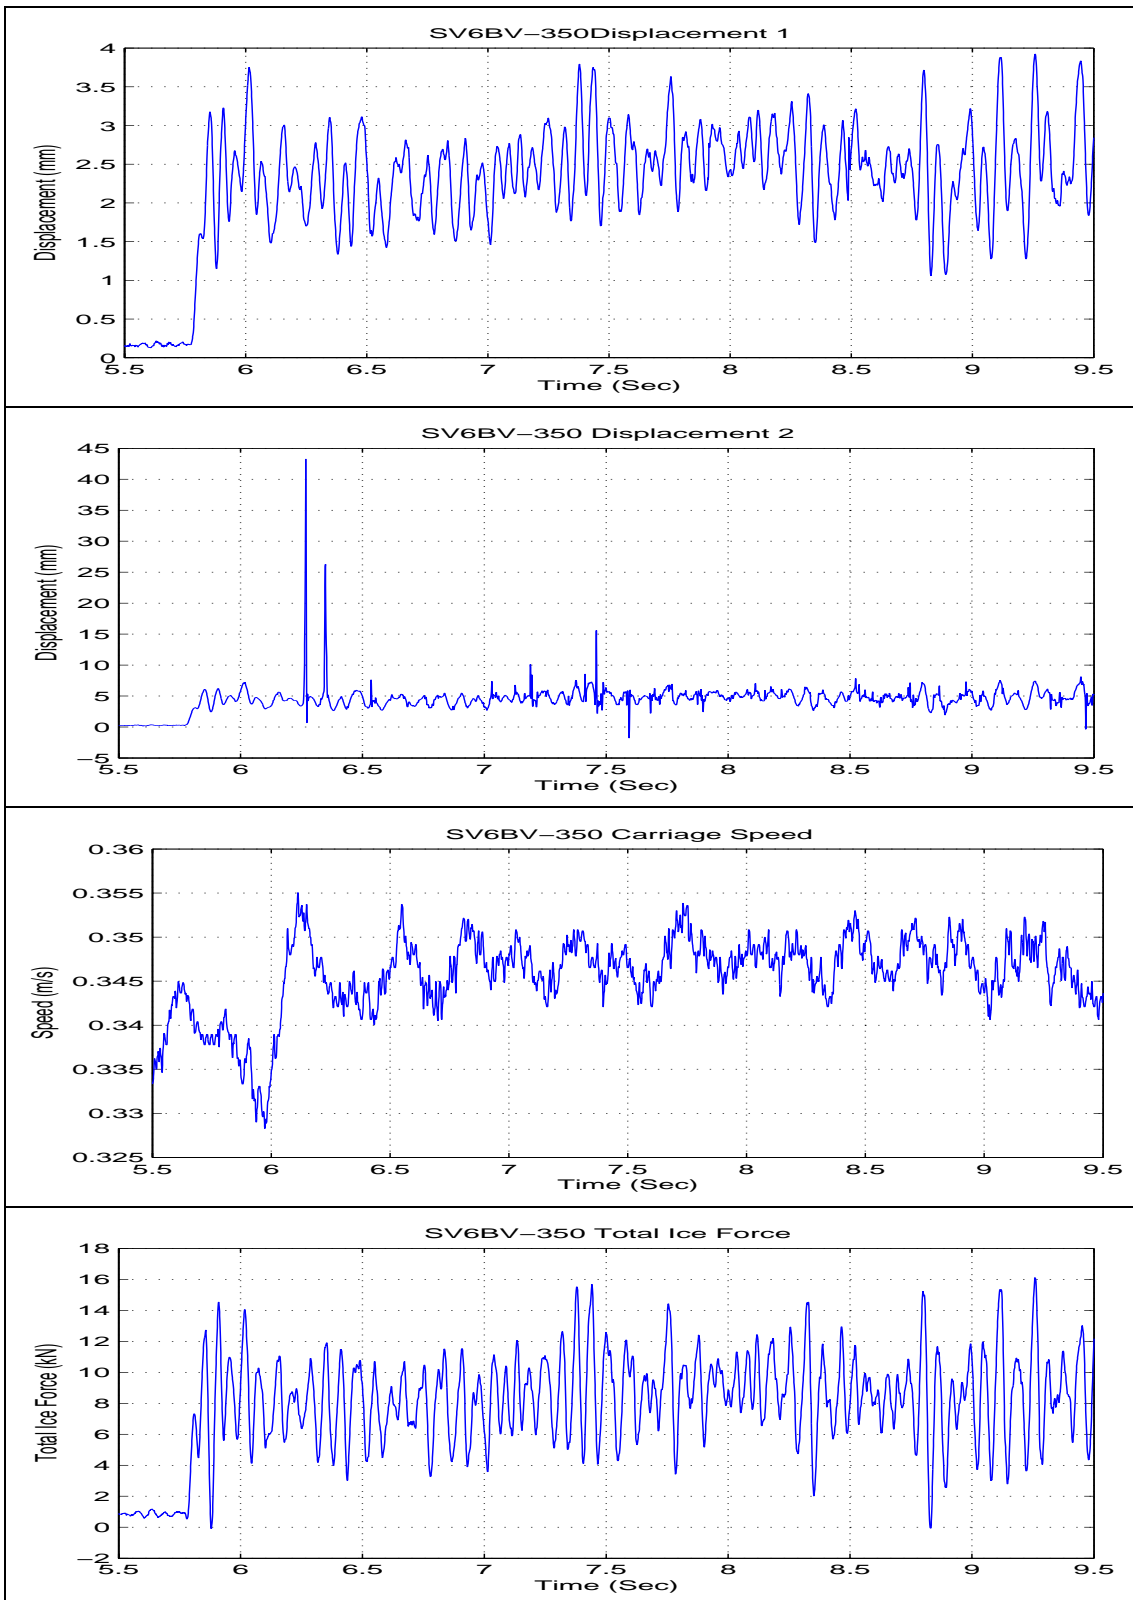 SV6BV−350Displacement 1
4
3.5
3
2.5
2
1.5
1
0.5
0
Displacement (mm)
5.5 6 6.5 7 7.5 8 8.5 9 9.5
Time (Sec)
SV6BV−350 Displacement 2
45
40
35
30
25
20
15
10
5
0
−5
Displacement (mm)
5.5 6 6.5 7 7.5 8 8.5 9 9.5
Time (Sec)
SV6BV−350 Carriage Speed
0.36
0.355
0.35
0.345
0.34
0.335
0.33
0.325
Speed (m/s)
5.5 6 6.5 7 7.5 8 8.5 9 9.5
Time (Sec)
SV6BV−350 Total Ice Force
18
16
14
12
10
8
6
4
2
0
−2
Total Ice Force (kN)
5.5 6 6.5 7 7.5 8 8.5 9 9.5
Time (Sec)